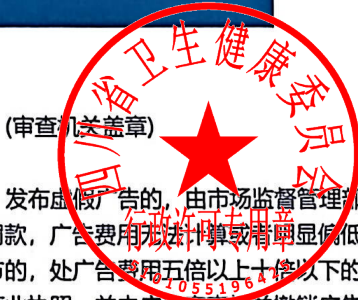 四川省卫生健康委员会
(审查机关盖章)
行政许可专用章
5101055196425
发布虚假广告的，由市场监督管理部
款，广告费用无法计算或者明显偏低
的，处广告费用五倍以上十倍以下的